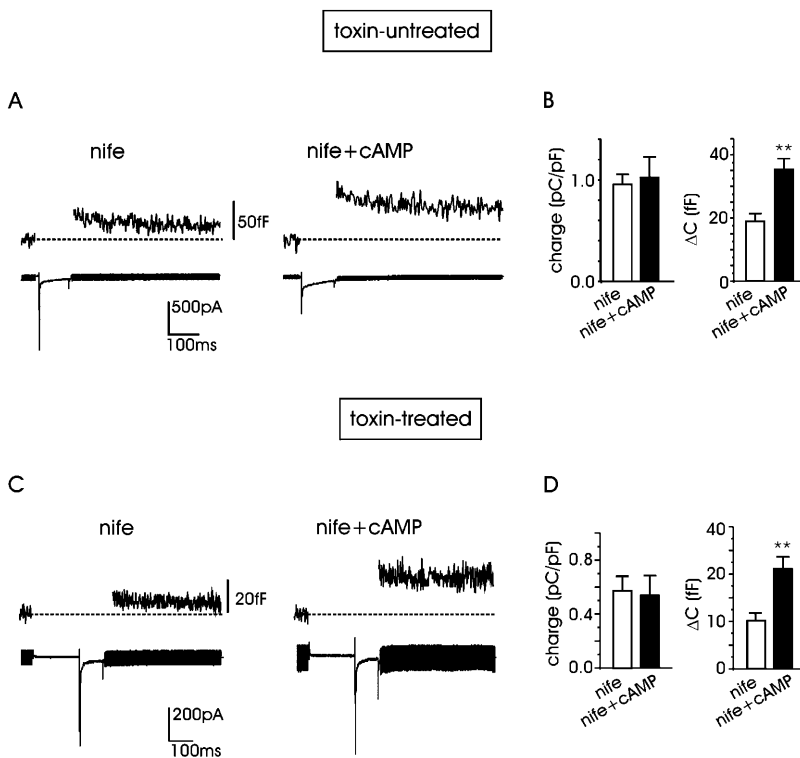 toxin-untreated
A
nife
nife+cAMP
50fF
500pA
100ms
B
charge (pC/pF)
1.0
0.0
nife
nife+cAMP
ΔC (fF)
40
20
0
**
nife
nife+cAMP
toxin-treated
C
nife
nife+cAMP
20fF
200pA
100ms
D
charge (pC/pF)
0.8
0.4
0.0
nife
nife+cAMP
ΔC (fF)
40
20
10
0
**
nife
nife+cAMP